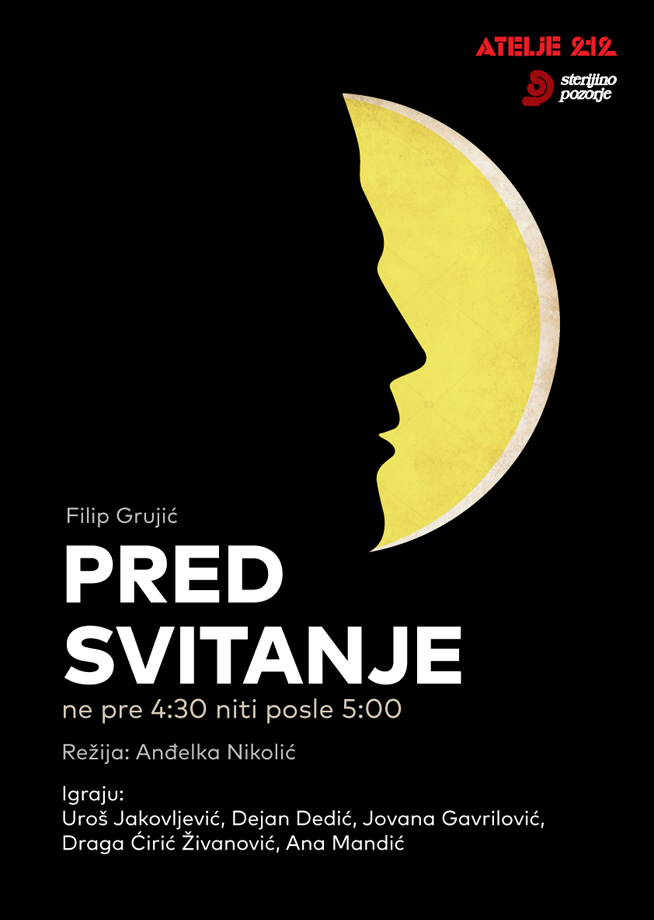 ATELJE 212
sterijino
pozorje
Filip Grujić
PRED
SVITANJE
ne pre 4:30 niti posle 5:00
Režija: Anđelka Nikolić
Igraju:
Uroš Jakovljević, Dejan Dedić, Jovana Gavrilović,
Draga Ćirić Živanović, Ana Mandić